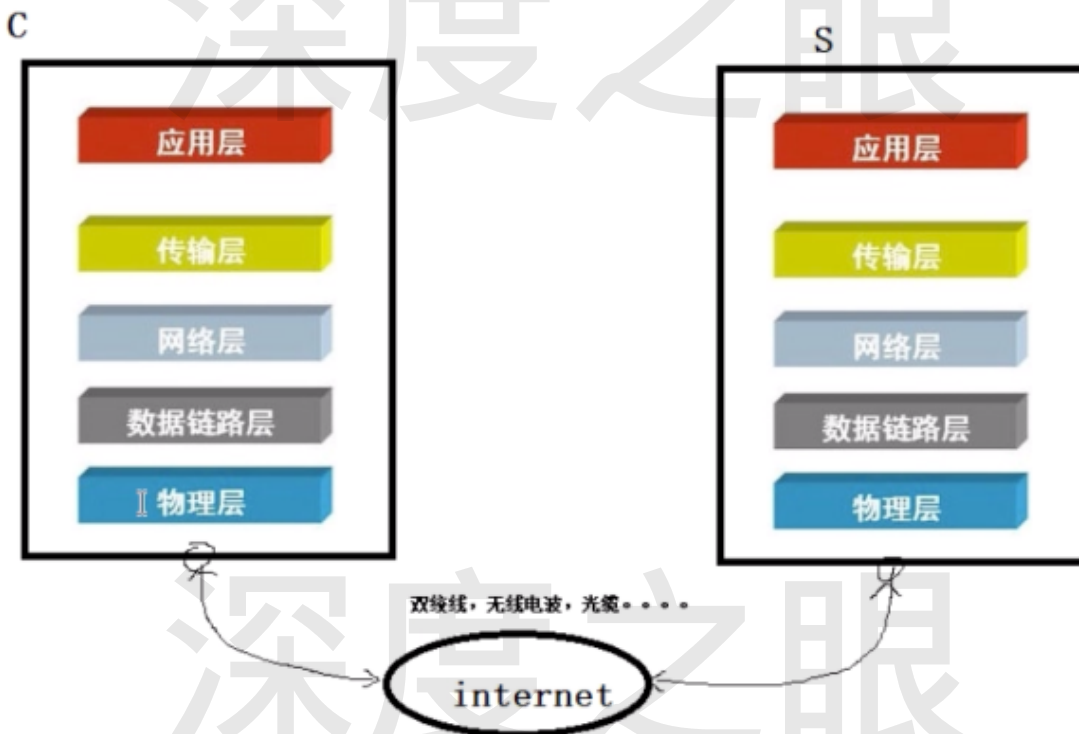 C
S
深度之眼
应用层
传输层
网络层
数据链路层
物理层
应用层
传输层
网络层
数据链路层
物理层
双绞线，无线电波，光缆。。。。
internet
深度之眼